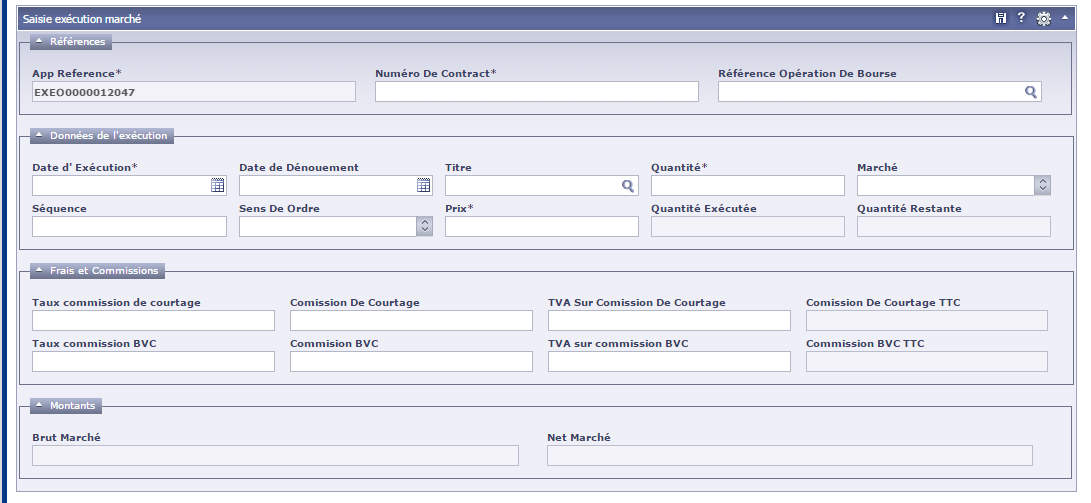 Saisie exécution marché ?
Références
App Reference* Numéro De Contract* Référence Opération De Bourse
EXEO0000012047
Données de l'exécution
Date d' Exécution* Date de Dénouement Titre Quantité* Marché
Séquence Sens De Ordre Prix* Quantité Exécutée Quantité Restante
Frais et Commissions
Taux commission de courtage Comission De Courtage TVA Sur Comission De Courtage Comission De Courtage TTC
Taux commission BVC Commision BVC TVA sur commission BVC Commission BVC TTC
Montants
Brut Marché Net Marché